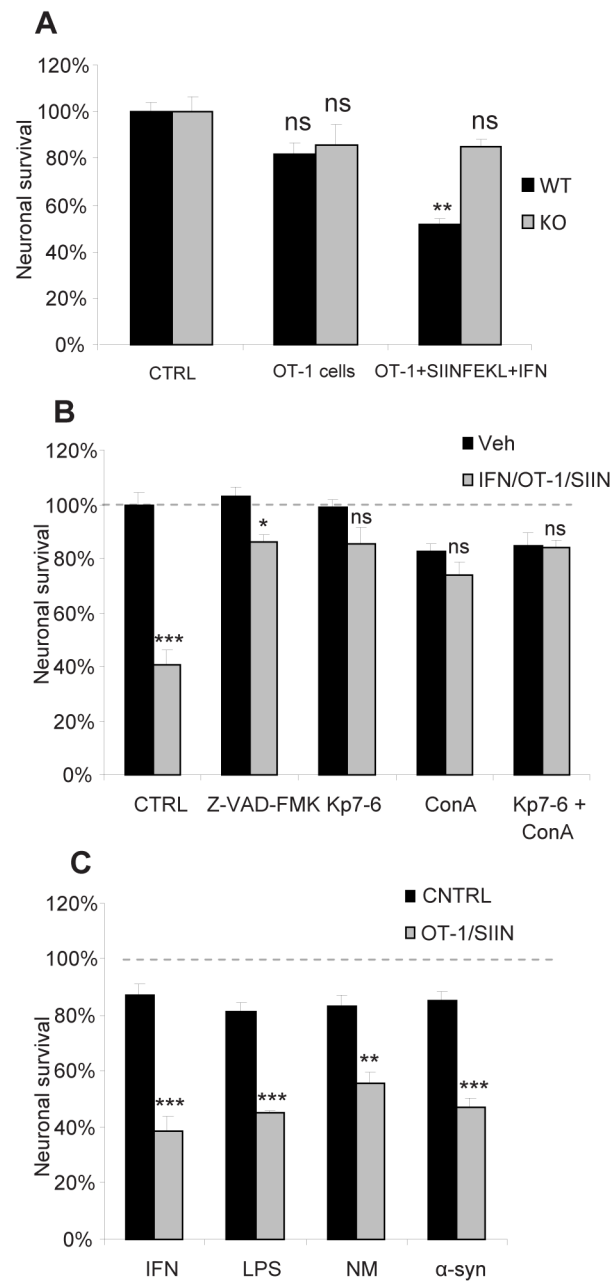 A
120%
100%
80%
60%
40%
20%
0%
Neuronal survival
ns
ns
**
ns
WT
KO
CTRL
OT-1 cells
OT-1+SIINFEKL+IFN
B
120%
100%
80%
60%
40%
20%
0%
Neuronal survival
Veh
IFN/OT-1/SIIN
***
*
ns
ns
ns
CTRL
Z-VAD-FMK
Kp7-6
ConA
Kp7-6 +
ConA
C
120%
100%
80%
60%
40%
20%
0%
Neuronal survival
CNTRL
OT-1/SIIN
***
***
**
***
IFN
LPS
NM
α-syn